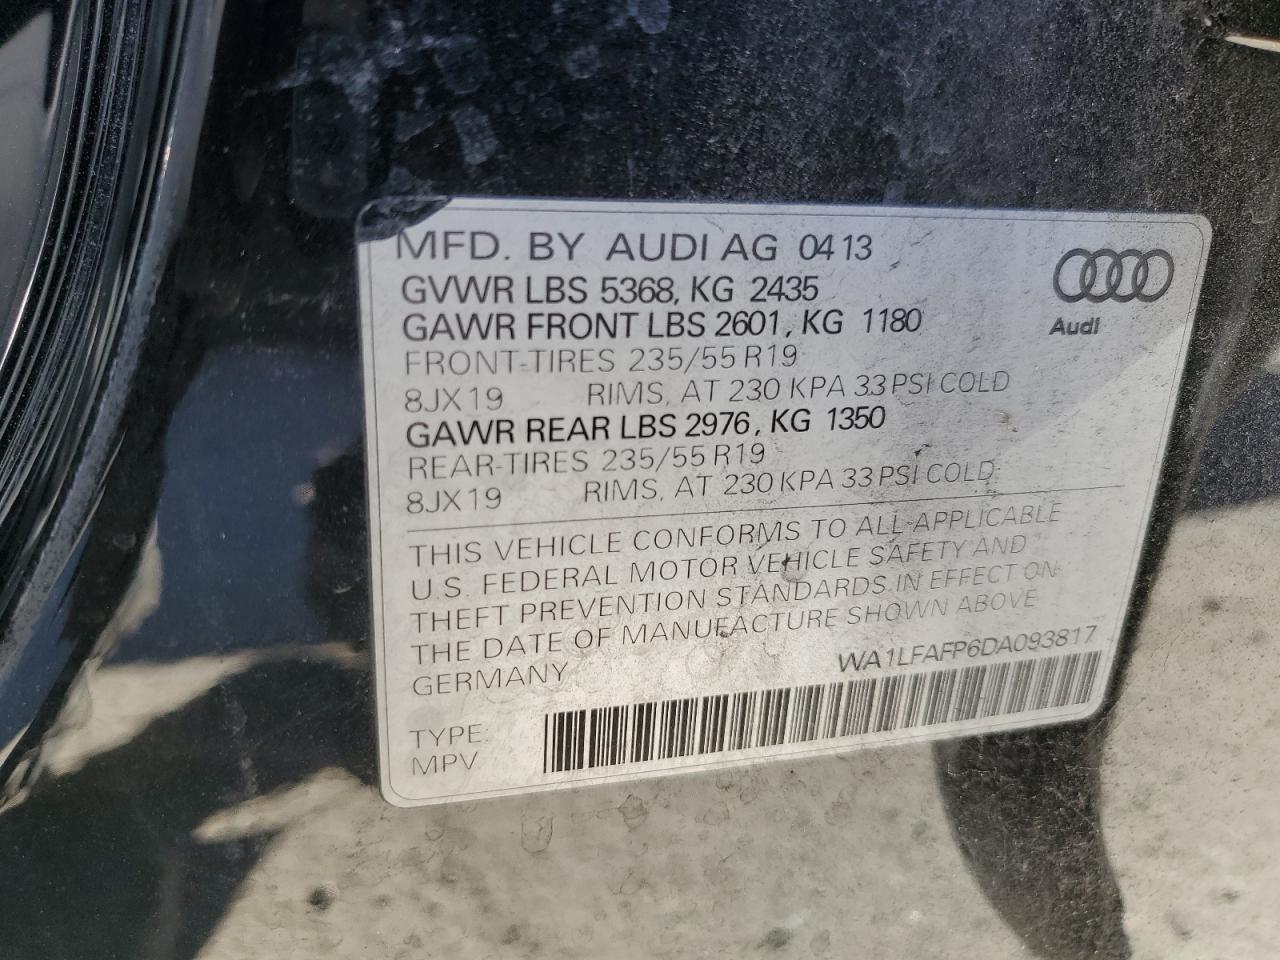 MFD. BY AUDI AG 04 13
GVWR LBS 5368, KG 2435
GAWR FRONT LBS 2601, KG 1180
FRONT-TIRES 235/55 R19
8JX19 RIMS, AT 230 KPA 33 PSI COLD
GAWR REAR LBS 2976, KG 1350
REAR-TIRES 235/55 R19
8JX19 RIMS, AT 230 KPA 33 PSI COLD
Audi
THIS VEHICLE CONFORMS TO ALL APPLICABLE
U.S. FEDERAL MOTOR VEHICLE SAFETY AND
THEFT PREVENTION STANDARDS IN EFFECT ON
THE DATE OF MANUFACTURE SHOWN ABOVE
GERMANY
WA1LFAFP6DA093817
TYPE:
MPV